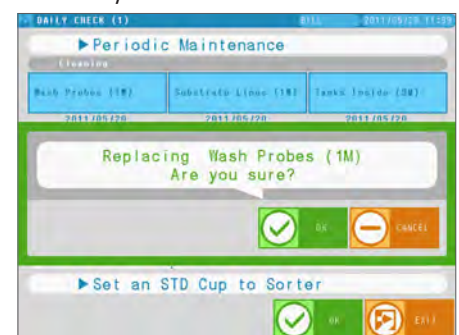 DAILY CHECK (1) BILL 2011/05/20 11:09
▶Periodic Maintenance
Cleaning
Wash Probes (1M) Substrate Lines (1M) Tanks Inside (3M)
2011/05/20 2011/05/20 2011/05/20
Replacing Wash Probes (1M)
Are you sure?
OK CANCEL
▶Set an STD Cup to Sorter
OK EXIT